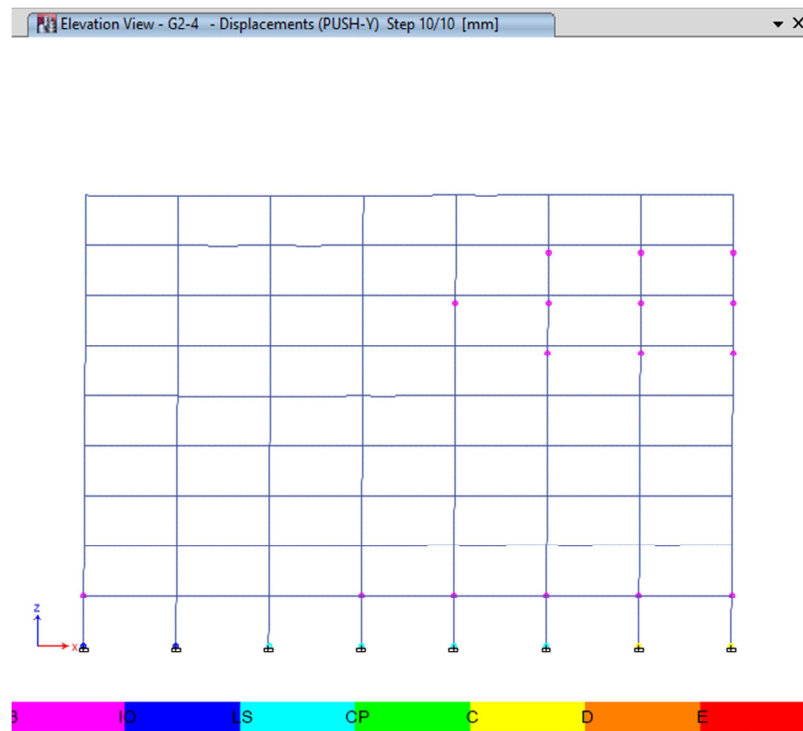 Elevation View - G2-4 - Displacements (PUSH-Y) Step 10/10 [mm]
Z
X
IO LS CP C D E